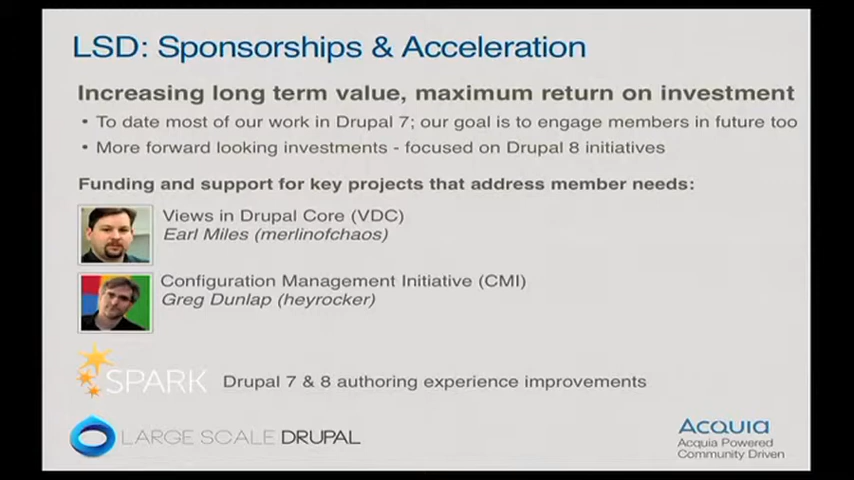 LSD: Sponsorships & Acceleration
Increasing long term value, maximum return on investment
• To date most of our work in Drupal 7; our goal is to engage members in future too
• More forward looking investments - focused on Drupal 8 initiatives
Funding and support for key projects that address member needs:
Views in Drupal Core (VDC)
Earl Miles (merlinofchaos)
Configuration Management Initiative (CMI)
Greg Dunlap (heyrocker)
SPARK
Drupal 7 & 8 authoring experience improvements
LARGE SCALE DRUPAL
Acquia
Acquia Powered
Community Driven